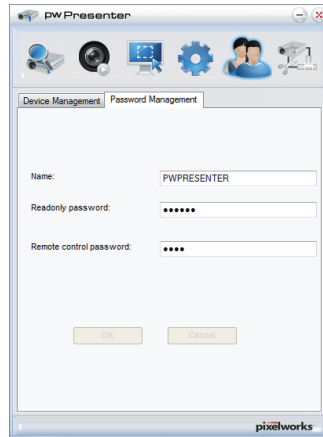 PW Presenter
Device Management Password Management
Name: PWPRESENTER
Readonly password: ••••••
Remote control password: ••••
OK Cancel
pixelworks